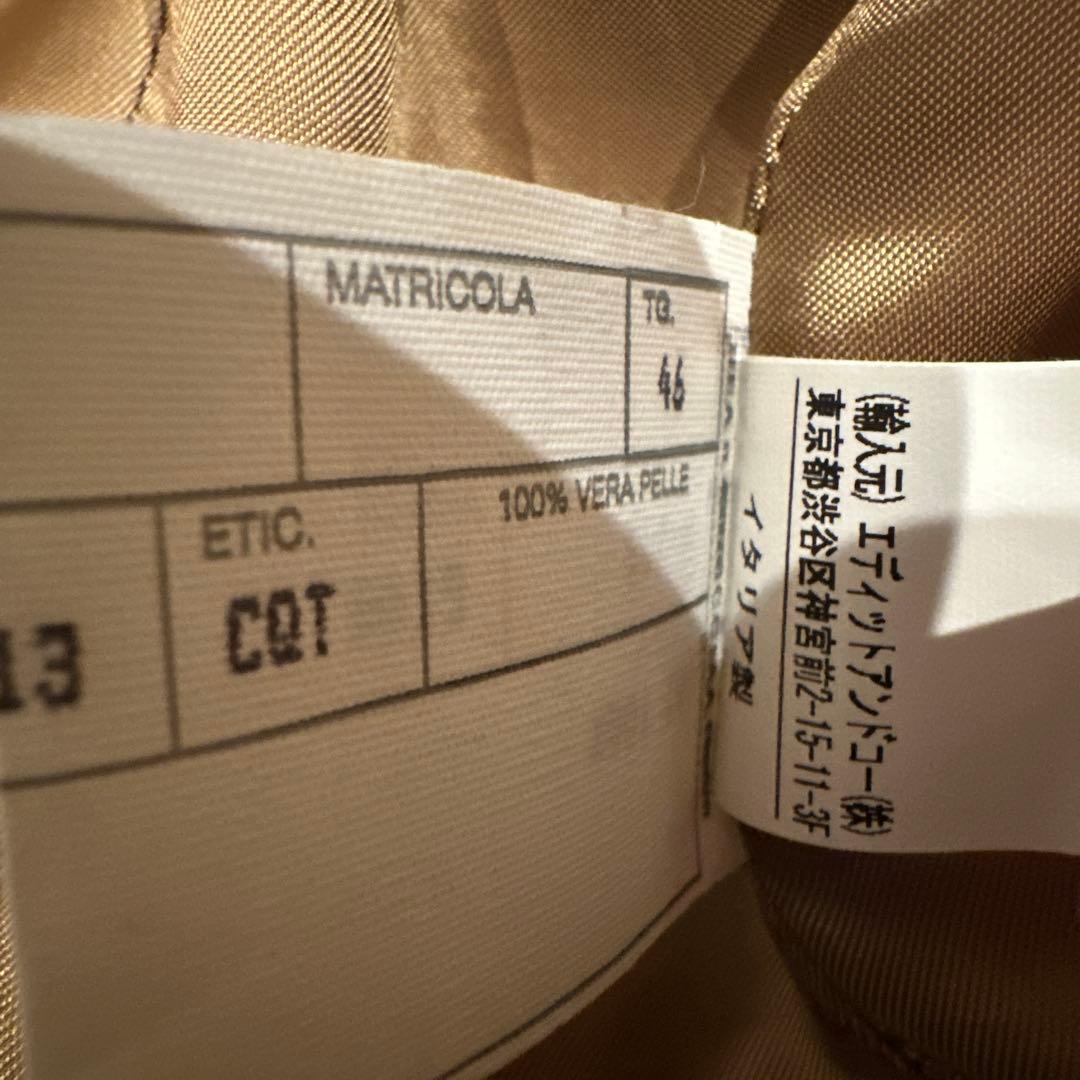 MATRICOLA
TG.
46
13
ETIC.
CQT
100% VERA PELLE
(輸入元) エディットアンドコー(株)
東京都渋谷区神宮前2-15-11-3F
イタリア製